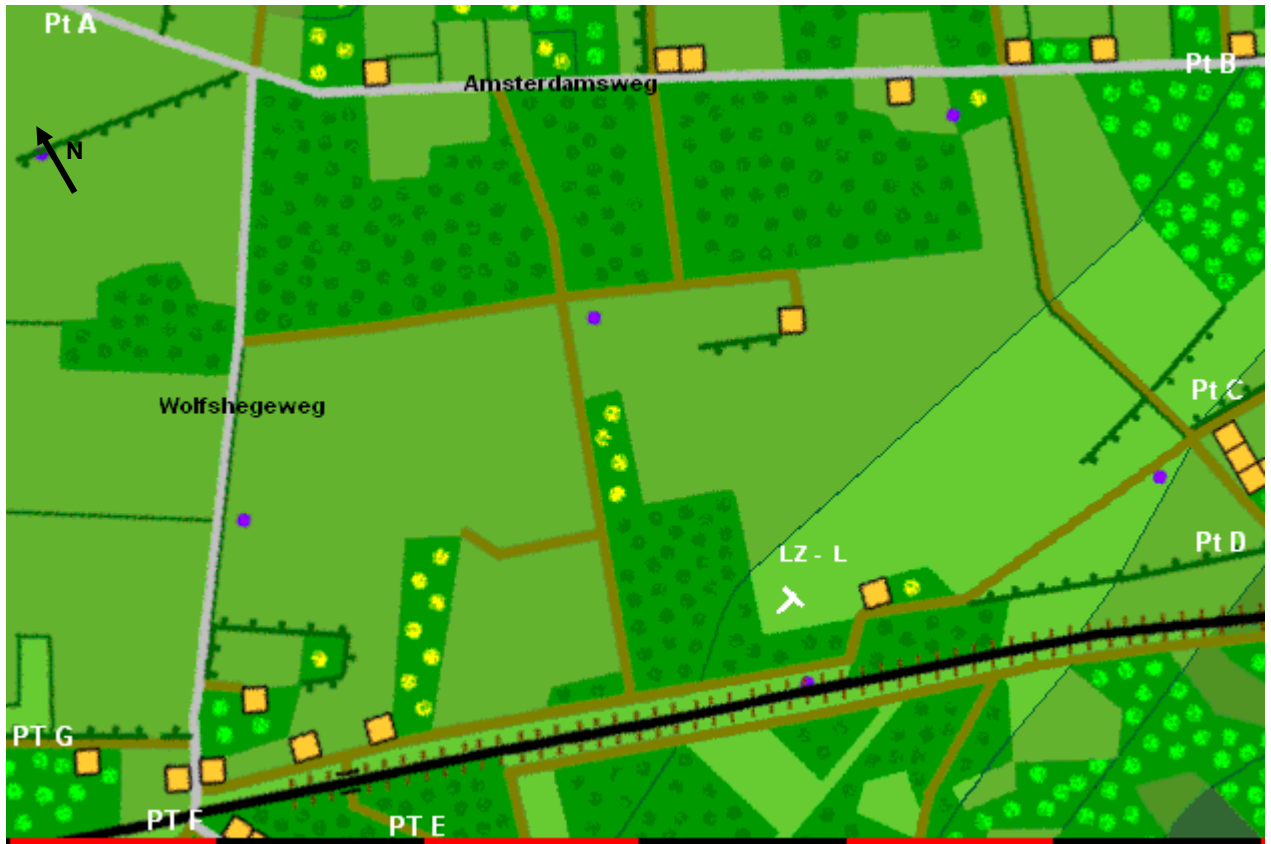 Pt A
Pt B
Amsterdamsweg
N
Pt C
Wolfshegeweg
Pt D
LZ - L
PT G
PT F
PT E